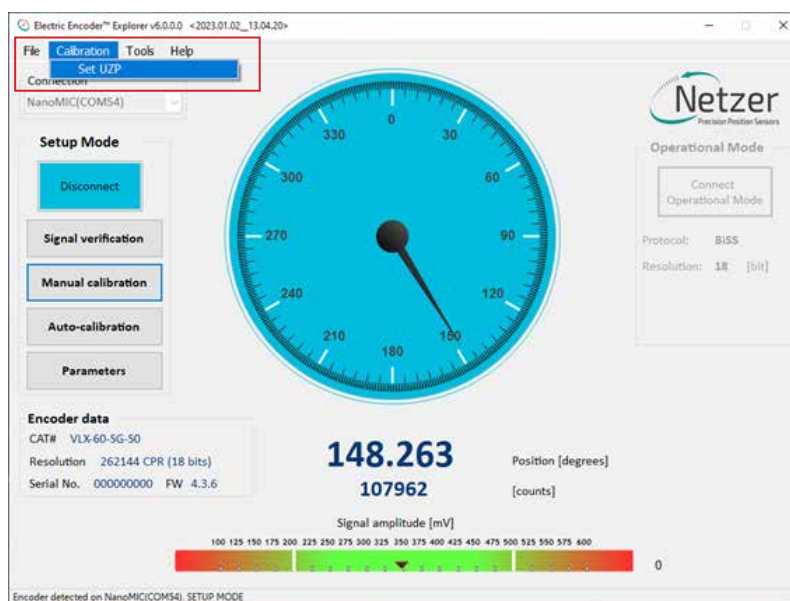 Electric Encoder™ Explorer v6.0.0.0 <2023.01.02__13.04.20>
File Calibration Tools Help
Set UZP
Connection
NanoMIC(COM54)
Netzer
Precision Position Sensors
Setup Mode
Disconnect
Signal verification
Manual calibration
Auto-calibration
Parameters
0
30
60
90
120
150
180
210
240
270
300
330
Operational Mode
Connect
Operational Mode
Protocol: BiSS
Resolution: 18 [bit]
Encoder data
CAT# VLX-60-SG-50
Resolution 262144 CPR (18 bits)
Serial No. 000000000 FW 4.3.6
148.263 Position [degrees]
107962 [counts]
Signal amplitude [mV]
100 125 150 175 200 225 250 275 300 325 350 375 400 425 450 475 500 525 550 575 600
0
Encoder detected on NanoMIC(COM54). SETUP MODE